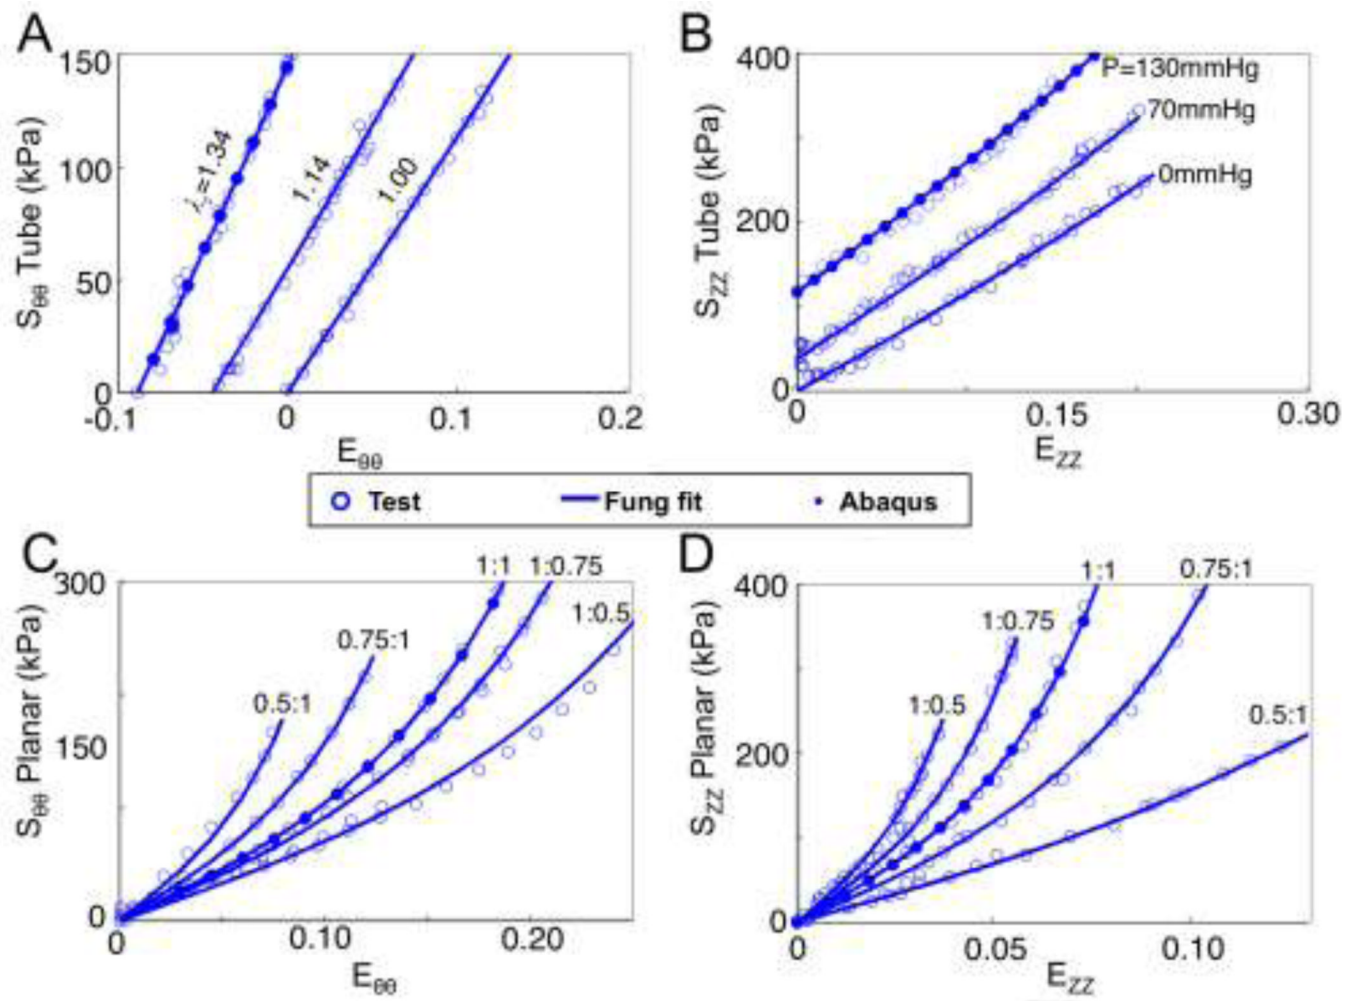 A
B
150
100
50
0
-0.1
0
0.1
0.2
Sθθ Tube (kPa)
Eθθ
λz=1.34
1.14
1.00
400
200
0
0
0.15
0.30
SZZ Tube (kPa)
EZZ
P=130mmHg
70mmHg
0mmHg
Test
Fung fit
Abaqus
C
D
300
150
0
0
0.10
0.20
Sθθ Planar (kPa)
Eθθ
0.5:1
0.75:1
1:1
1:0.75
1:0.5
400
200
0
0
0.05
0.10
SZZ Planar (kPa)
EZZ
1:0.5
1:0.75
1:1
0.75:1
0.5:1